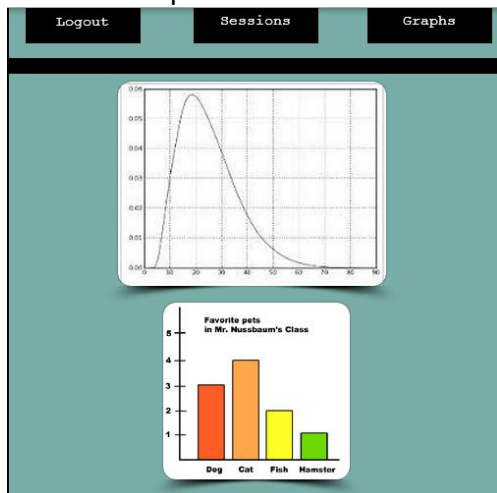 Logout Sessions Graphs
0.06
0.05
0.04
0.03
0.02
0.01
0.00
0 10 20 30 40 50 60 70 80 90
Favorite pets
in Mr. Nussbaum's Class
5
4
3
2
1
Dog Cat Fish Hamster